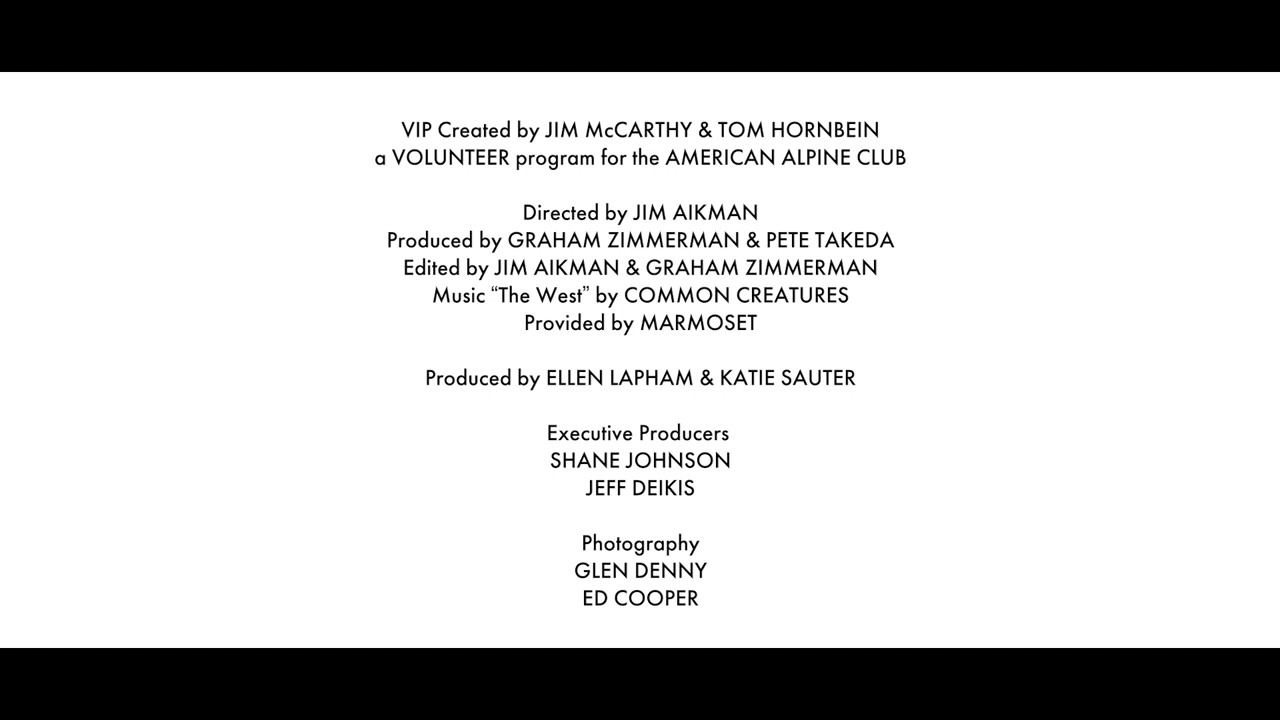 VIP Created by JIM McCARTHY & TOM HORNBEIN
a VOLUNTEER program for the AMERICAN ALPINE CLUB
Directed by JIM AIKMAN
Produced by GRAHAM ZIMMERMAN & PETE TAKEDA
Edited by JIM AIKMAN & GRAHAM ZIMMERMAN
Music “The West” by COMMON CREATURES
Provided by MARMOSET
Produced by ELLEN LAPHAM & KATIE SAUTER
Executive Producers
SHANE JOHNSON
JEFF DEIKIS
Photography
GLEN DENNY
ED COOPER